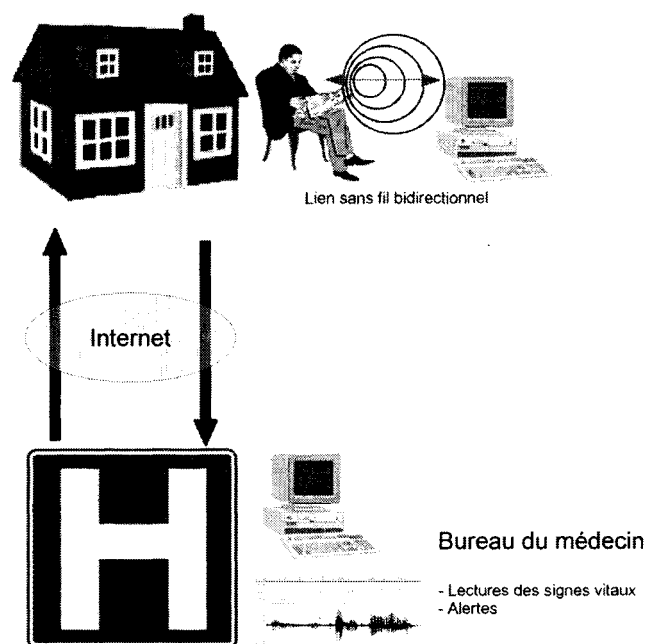 Lien sans fil bidirectionnel
Internet
H
Bureau du médecin
- Lectures des signes vitaux
- Alertes